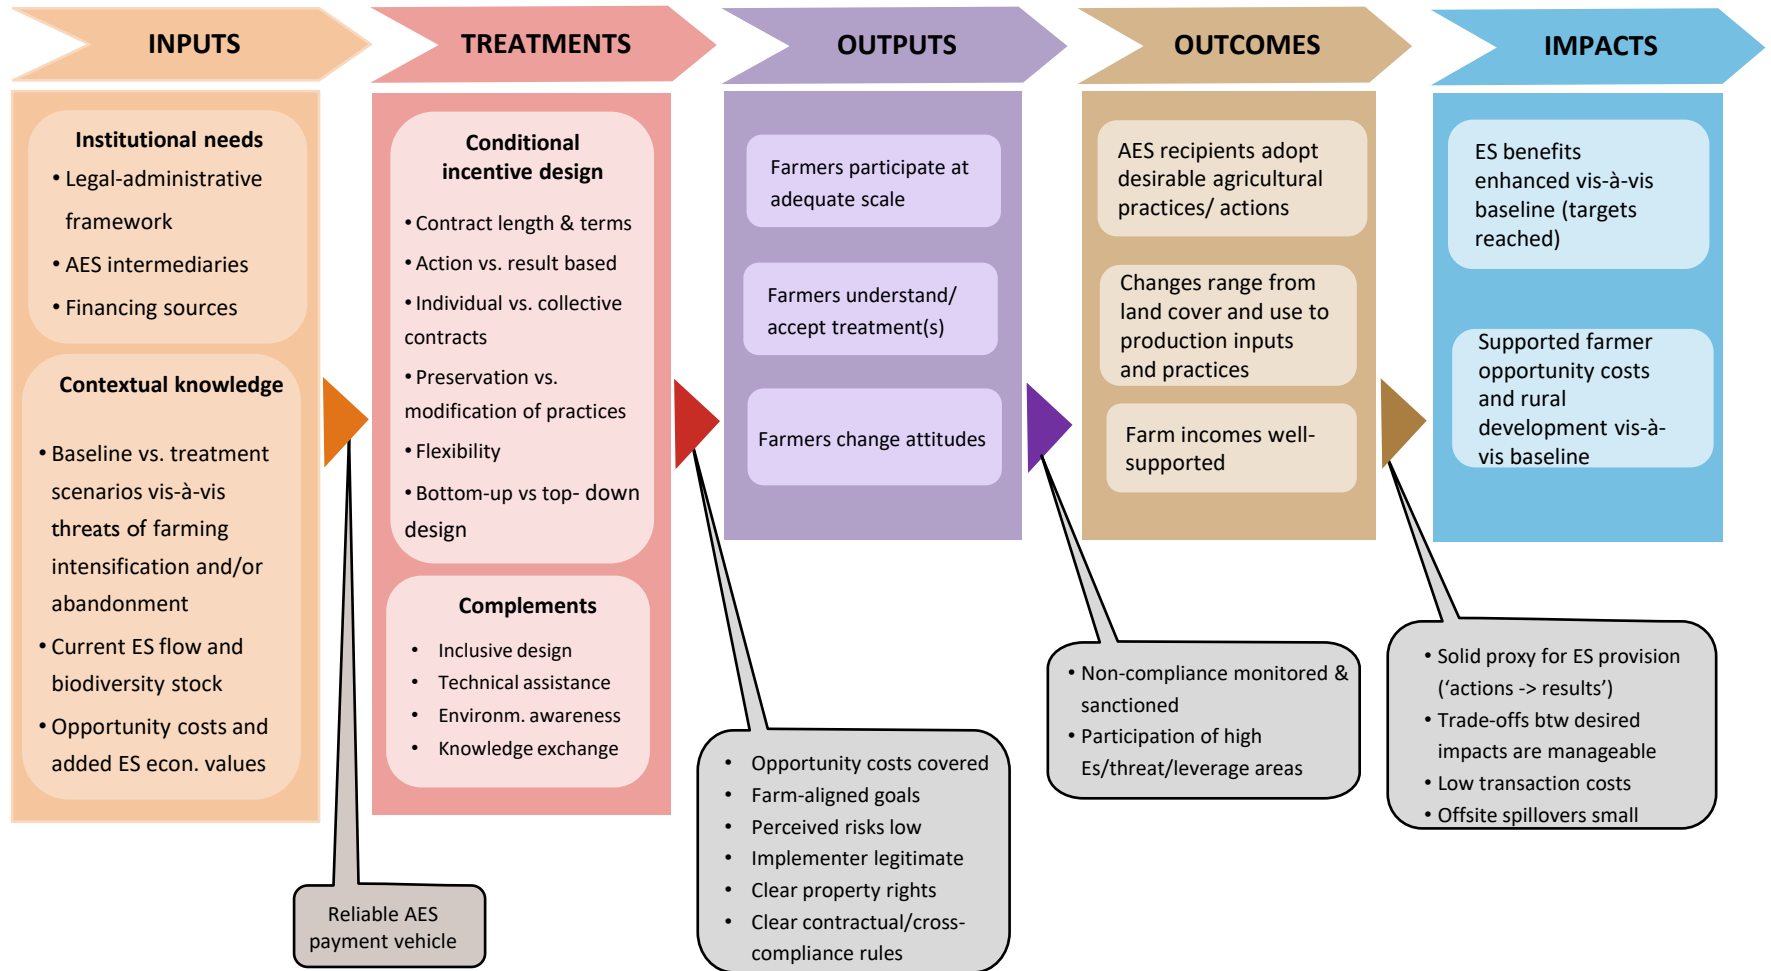 INPUTS
TREATMENTS
OUTPUTS
OUTCOMES
IMPACTS
Institutional needs
• Legal-administrative
framework
• AES intermediaries
• Financing sources
Contextual knowledge
• Baseline vs. treatment
scenarios vis-à-vis
threats of farming
intensification and/or
abandonment
• Current ES flow and
biodiversity stock
• Opportunity costs and
added ES econ. values
Reliable AES
payment vehicle
Conditional
incentive design
• Contract length & terms
• Action vs. result based
• Individual vs. collective
contracts
• Preservation vs.
modification of practices
• Flexibility
• Bottom-up vs top- down
design
Complements
• Inclusive design
• Technical assistance
• Environm. awareness
• Knowledge exchange
• Opportunity costs covered
• Farm-aligned goals
• Perceived risks low
• Implementer legitimate
• Clear property rights
• Clear contractual/cross-
compliance rules
Farmers participate at
adequate scale
Farmers understand/
accept treatment(s)
Farmers change attitudes
• Non-compliance monitored &
sanctioned
• Participation of high
Es/threat/leverage areas
AES recipients adopt
desirable agricultural
practices/ actions
Changes range from
land cover and use to
production inputs
and practices
Farm incomes well-
supported
• Solid proxy for ES provision
(‘actions -> results’)
• Trade-offs btw desired
impacts are manageable
• Low transaction costs
• Offsite spillovers small
ES benefits
enhanced vis-à-vis
baseline (targets
reached)
Supported farmer
opportunity costs
and rural
development vis-à-
vis baseline